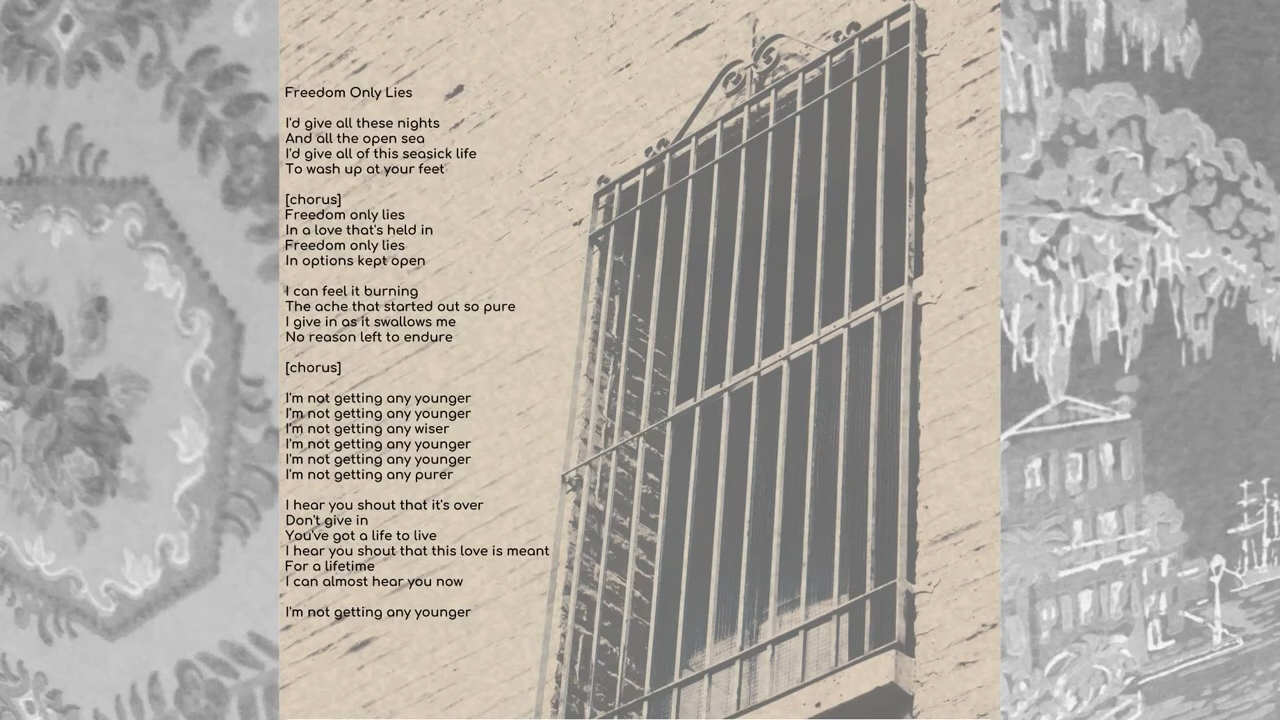 Freedom Only Lies
I'd give all these nights
And all the open sea
I'd give all of this seasick life
To wash up at your feet
[chorus]
Freedom only lies
In a love that's held in
Freedom only lies
In options kept open
I can feel it burning
The ache that started out so pure
I give in as it swallows me
No reason left to endure
[chorus]
I'm not getting any younger
I'm not getting any younger
I'm not getting any wiser
I'm not getting any younger
I'm not getting any younger
I'm not getting any purer
I hear you shout that it's over
Don't give in
You've got a life to live
I hear you shout that this love is meant
For a lifetime
I can almost hear you now
I'm not getting any younger